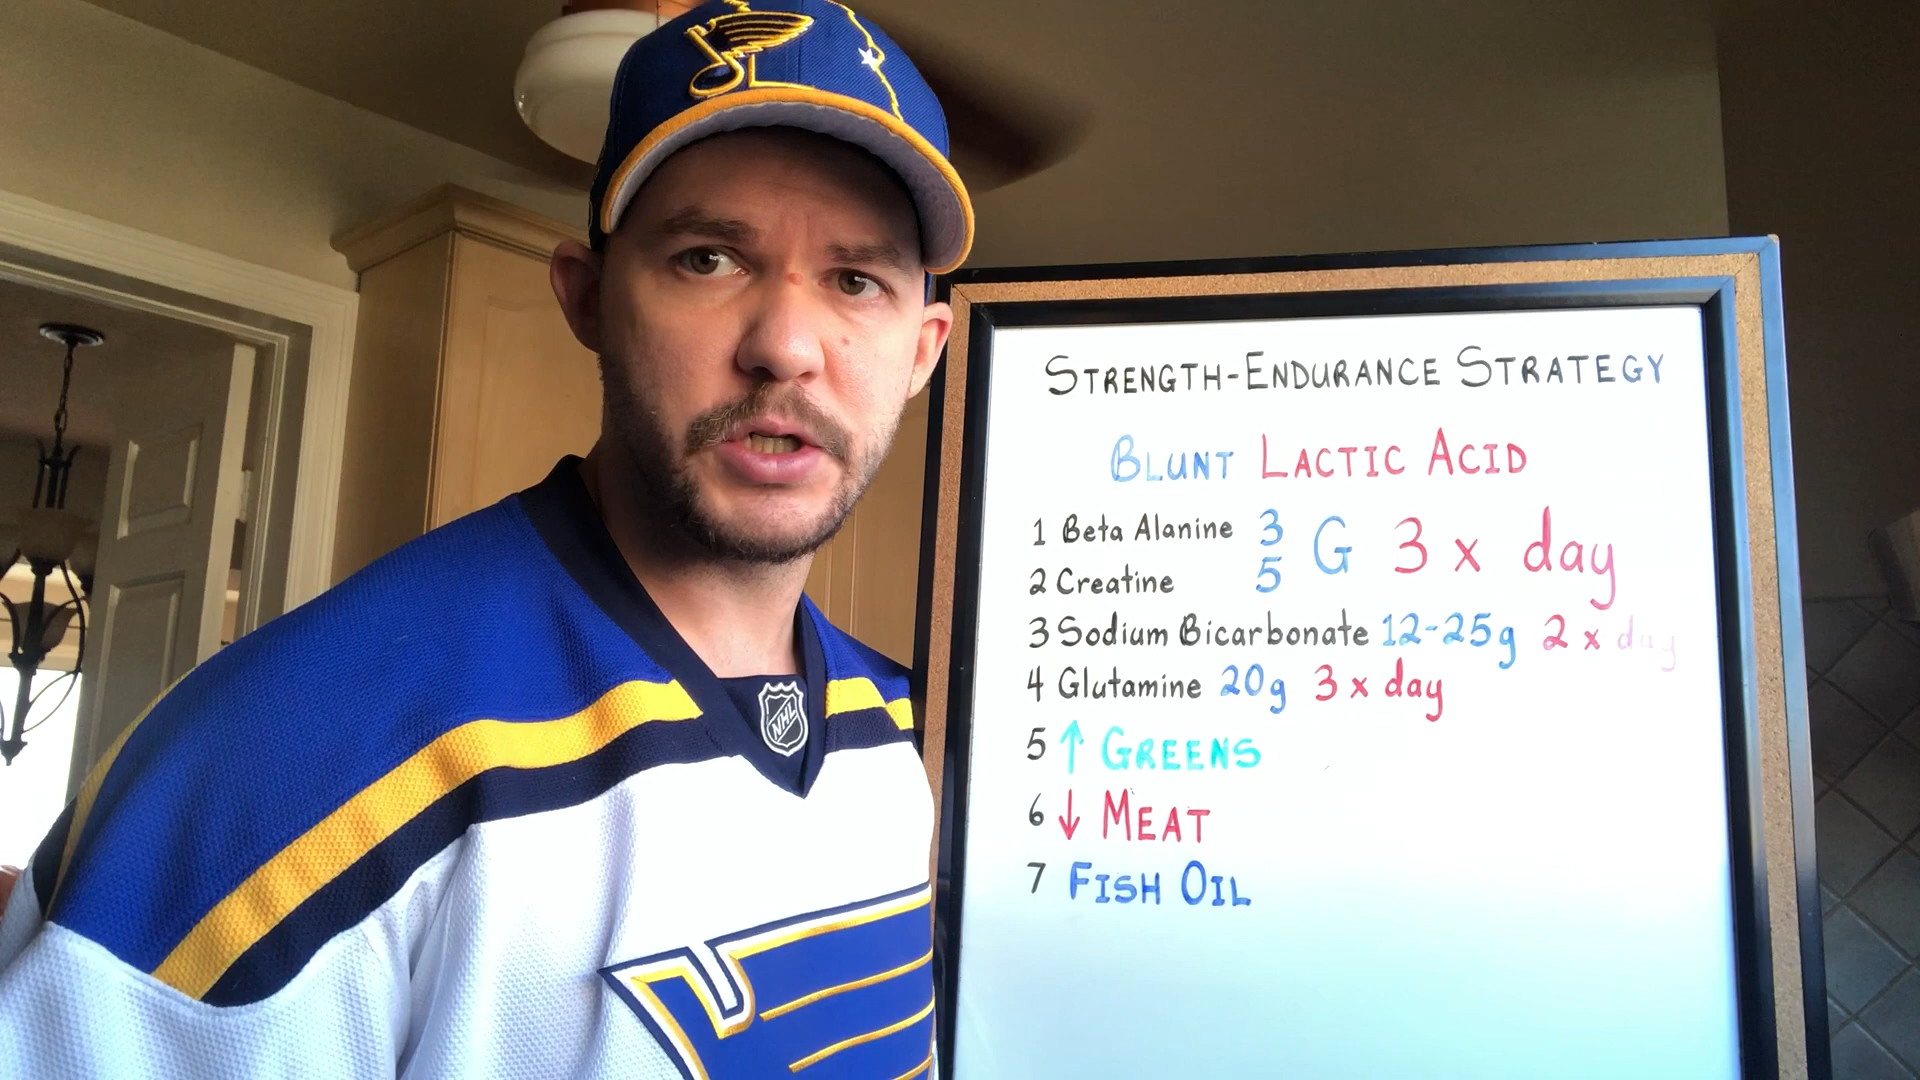 NHL
STRENGTH-ENDURANCE STRATEGY
BLUNT LACTIC ACID
1 Beta Alanine 3
G 3 x day
2 Creatine 5
3 Sodium Bicarbonate 12-25g 2 x day
4 Glutamine 20g 3 x day
5 ↑ GREENS
6 ↓ MEAT
7 FISH OIL